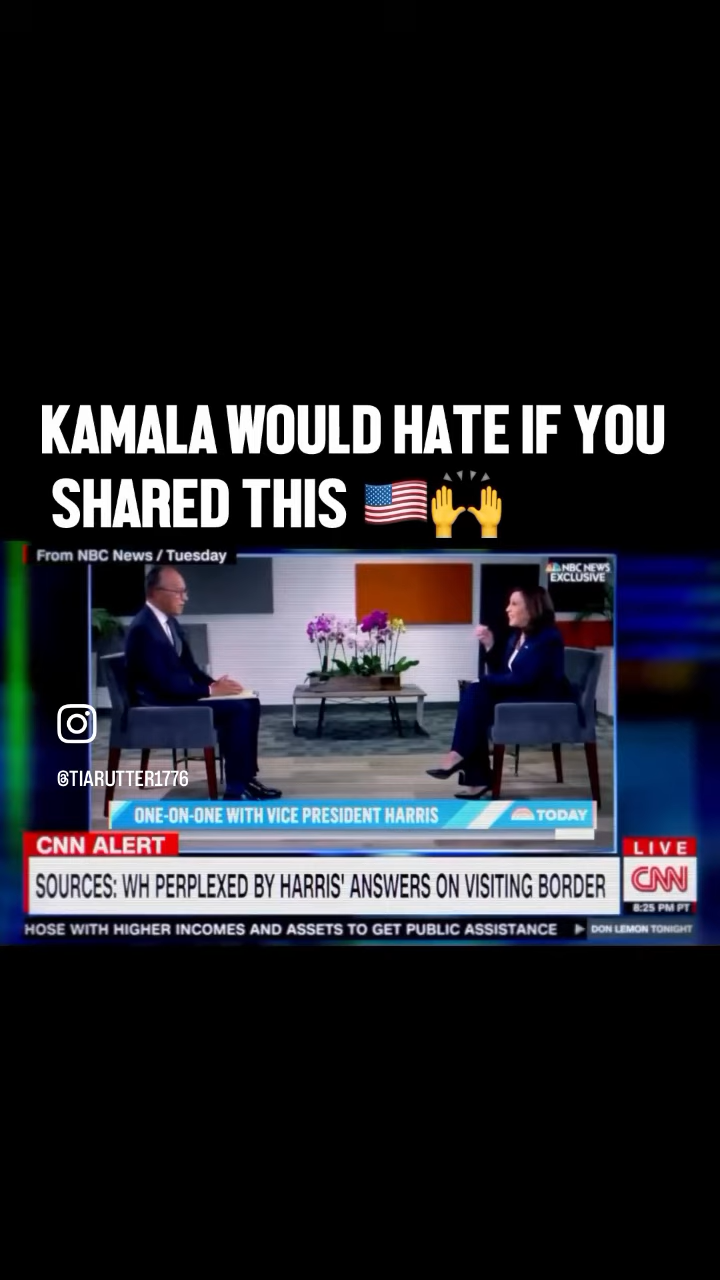 KAMALA WOULD HATE IF YOU
SHARED THIS 🇺🇸🙌
From NBC News / Tuesday
NBC NEWS
EXCLUSIVE
@TIARUTTER1776
ONE-ON-ONE WITH VICE PRESIDENT HARRIS
TODAY
CNN ALERT
LIVE
SOURCES: WH PERPLEXED BY HARRIS' ANSWERS ON VISITING BORDER
CNN
8:25 PM PT
HOSE WITH HIGHER INCOMES AND ASSETS TO GET PUBLIC ASSISTANCE
DON LEMON TONIGHT